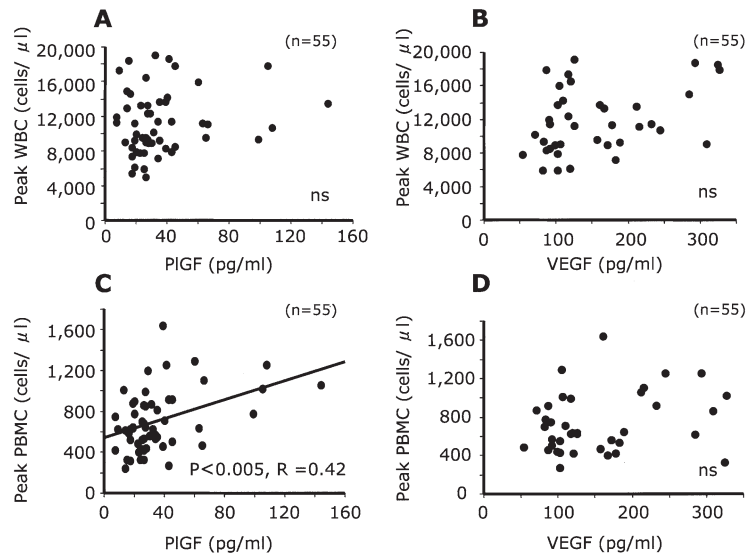 A
(n=55)
Peak WBC (cells/ μl)
20,000
16,000
12,000
8,000
4,000
0
ns
0 40 80 120 160
PlGF (pg/ml)
B
(n=55)
Peak WBC (cells/ μl)
20,000
16,000
12,000
8,000
4,000
0
ns
0 100 200 300
VEGF (pg/ml)
C
(n=55)
Peak PBMC (cells/ μl)
1,600
1,200
800
400
0
P<0.005, R =0.42
0 40 80 120 160
PlGF (pg/ml)
D
(n=55)
Peak PBMC (cells/ μl)
1,600
1,200
800
400
0
ns
0 100 200 300
VEGF (pg/ml)